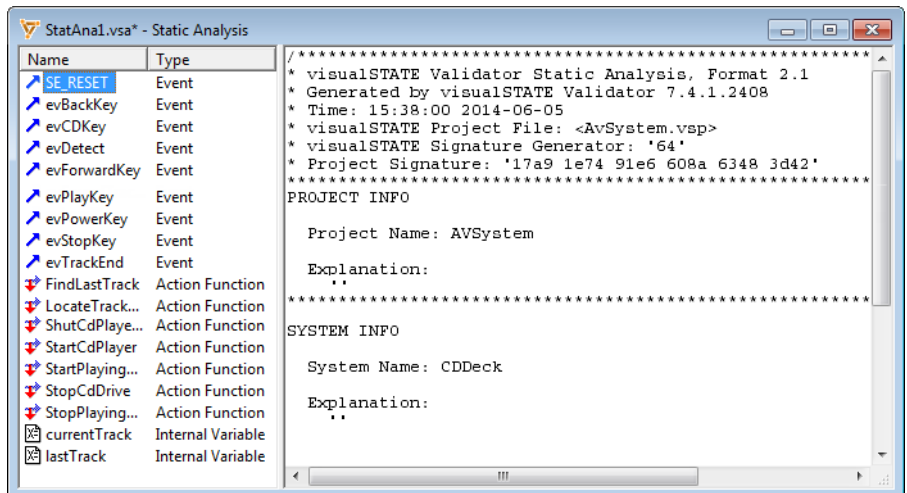 StatAna1.vsa* - Static Analysis
Name Type
SE_RESET Event
evBackKey Event
evCDKey Event
evDetect Event
evForwardKey Event
evPlayKey Event
evPowerKey Event
evStopKey Event
evTrackEnd Event
FindLastTrack Action Function
LocateTrack... Action Function
ShutCdPlaye... Action Function
StartCdPlayer Action Function
StartPlaying... Action Function
StopCdDrive Action Function
StopPlaying... Action Function
currentTrack Internal Variable
lastTrack Internal Variable
/**********************************************************
* visualSTATE Validator Static Analysis, Format 2.1
* Generated by visualSTATE Validator 7.4.1.2408
* Time: 15:38:00 2014-06-05
* visualSTATE Project File: <AvSystem.vsp>
* visualSTATE Signature Generator: '64'
* Project Signature: '17a9 1e74 91e6 608a 6348 3d42'
***********************************************************
PROJECT INFO
Project Name: AVSystem
Explanation:
''
***********************************************************
SYSTEM INFO
System Name: CDDeck
Explanation:
''